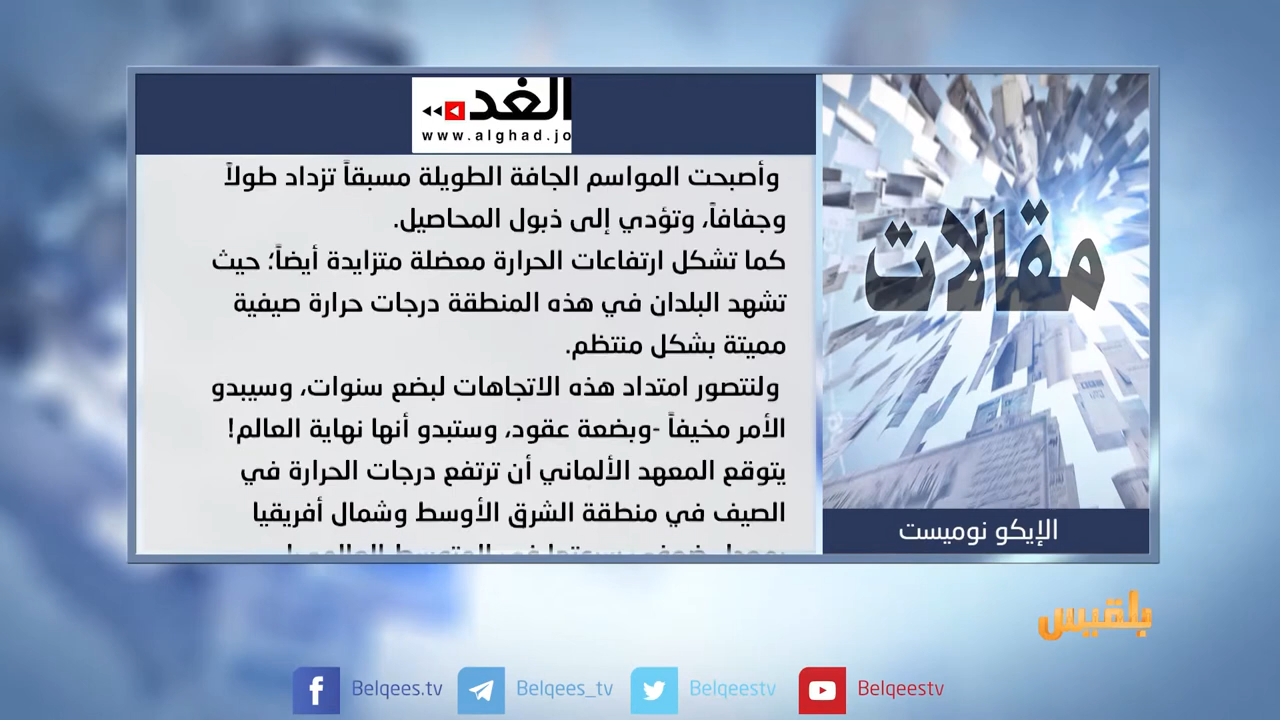 الغد
www.alghad.jo
وأصبحت المواسم الجافة الطويلة مسبقاً تزداد طولاً
وجفافاً، وتؤدي إلى ذبول المحاصيل.
كما تشكل ارتفاعات الحرارة معضلة متزايدة أيضاً؛ حيث
تشهد البلدان في هذه المنطقة درجات حرارة صيفية
مميتة بشكل منتظم.
ولنتصور امتداد هذه الاتجاهات لبضع سنوات، وسيبدو
الأمر مخيفاً -وبضعة عقود، وستبدو أنها نهاية العالم!
يتوقع المعهد الألماني أن ترتفع درجات الحرارة في
الصيف في منطقة الشرق الأوسط وشمال أفريقيا
مقالات
الإيكو نوميست
بلقيس
Belqees.tv
Belqees_tv
Belqeestv
Belqeestv